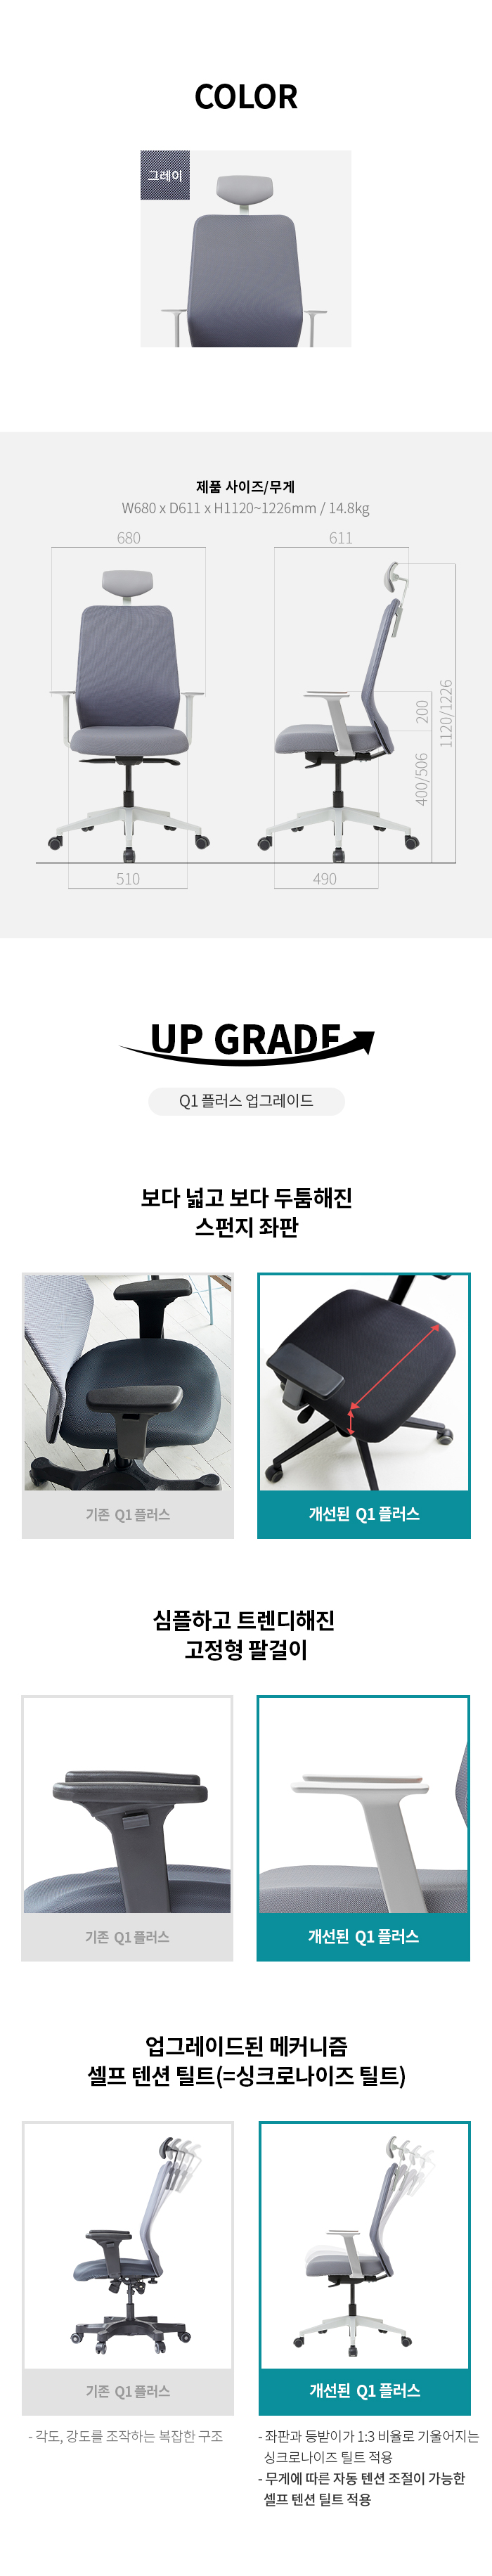 COLOR
그레이
제품 사이즈/무게
W680 x D611 x H1120~1226mm / 14.8kg
680
611
200
1120/1226
400/506
510
490
UP GRADE
Q1 플러스 업그레이드
보다 넓고 보다 두툼해진
스펀지 좌판
기존 Q1 플러스
개선된 Q1 플러스
심플하고 트렌디해진
고정형 팔걸이
기존 Q1 플러스
개선된 Q1 플러스
업그레이드된 메커니즘
셀프 텐션 틸트(=싱크로나이즈 틸트)
기존 Q1 플러스
개선된 Q1 플러스
- 각도, 강도를 조작하는 복잡한 구조
- 좌판과 등받이가 1:3 비율로 기울어지는
싱크로나이즈 틸트 적용
- 무게에 따른 자동 텐션 조절이 가능한
셀프 텐션 틸트 적용